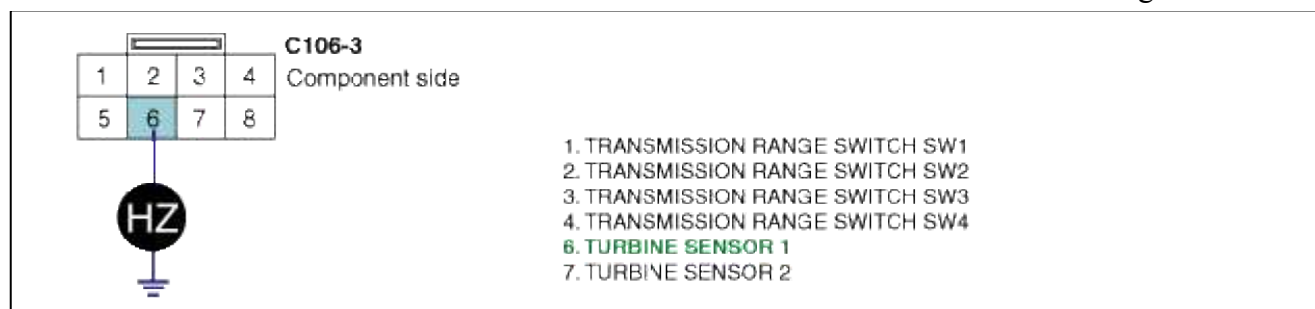 C106-3
1 2 3 4 Component side
5 6 7 8
HZ
1. TRANSMISSION RANGE SWITCH SW1
2. TRANSMISSION RANGE SWITCH SW2
3. TRANSMISSION RANGE SWITCH SW3
4. TRANSMISSION RANGE SWITCH SW4
6. TURBINE SENSOR 1
7. TURBINE SENSOR 2